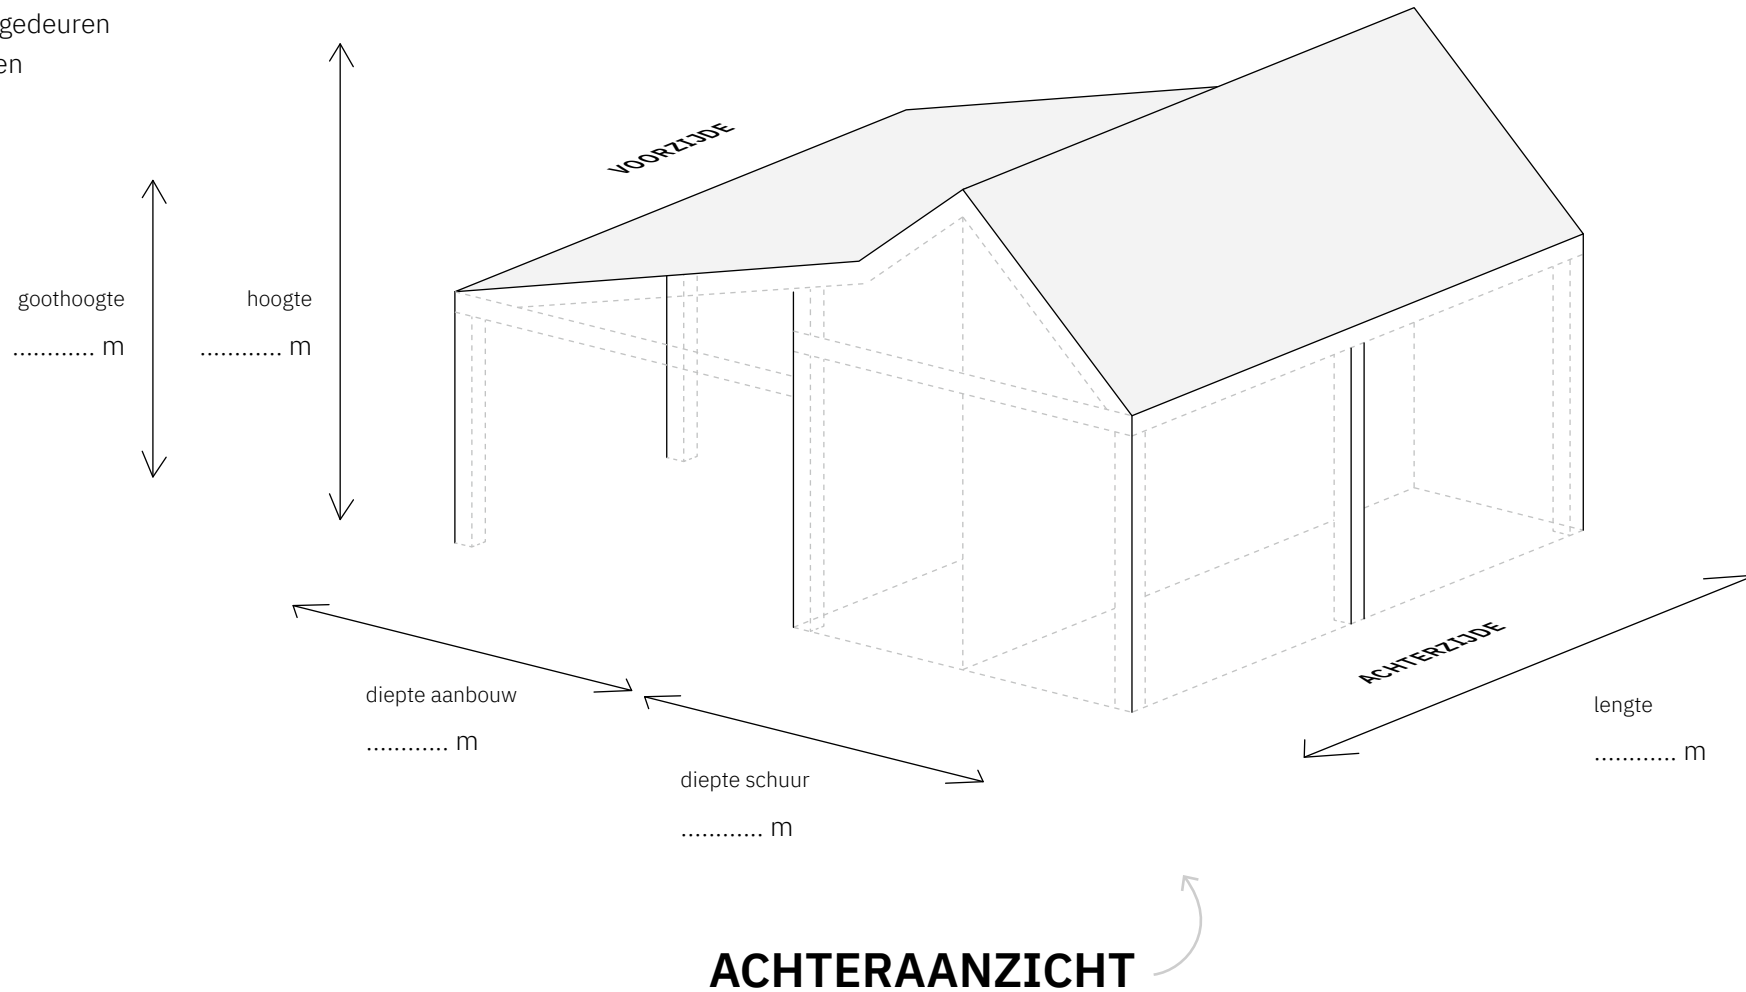 gedeuren
en
VOORZIJDE
goothoogte
............ m
hoogte
............ m
diepte aanbouw
............ m
diepte schuur
............ m
ACHTERZIJDE
lengte
............ m
ACHTERAANZICHT